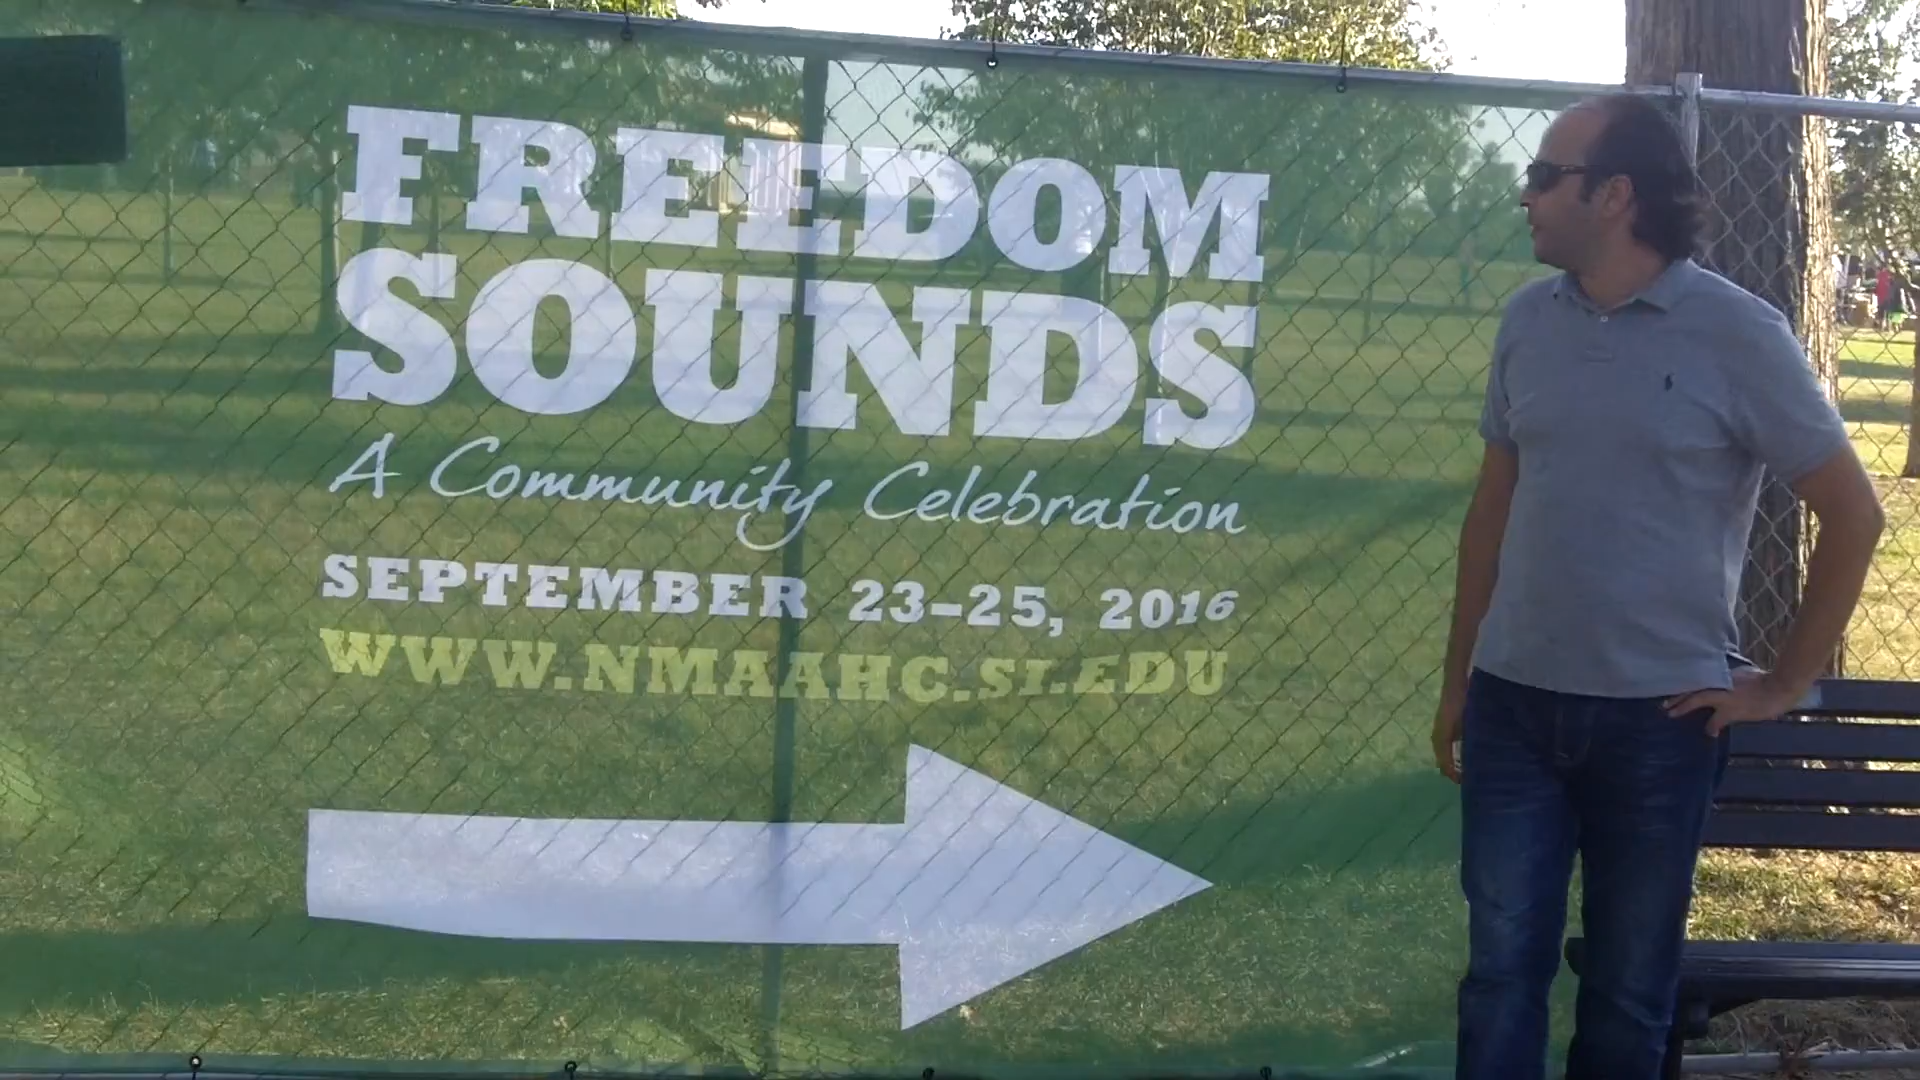 FREEDOM
SOUNDS
A Community Celebration
SEPTEMBER 23-25, 2016
WWW.NMAAHC.SI.EDU